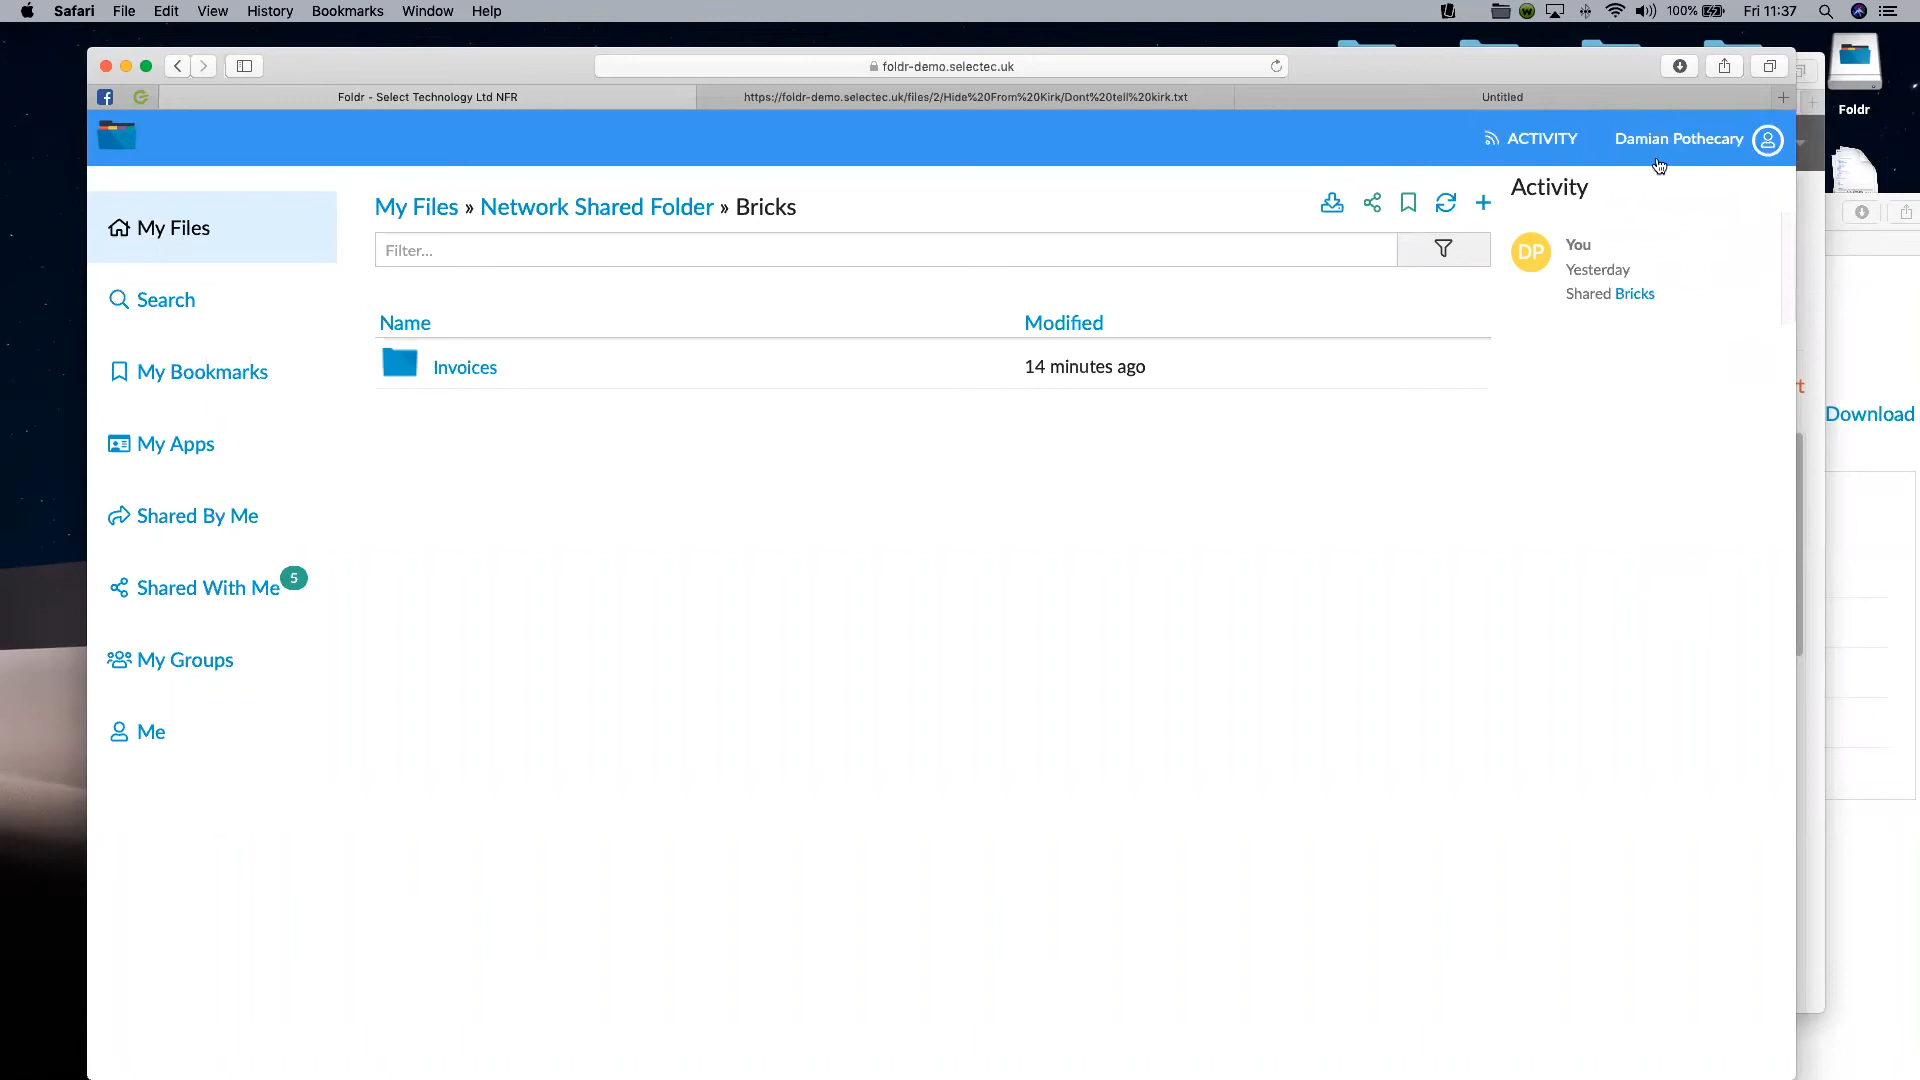 Safari File Edit View History Bookmarks Window Help
100% Fri 11:37
foldr-demo.selectec.uk
Foldr - Select Technology Ltd NFR
https://foldr-demo.selectec.uk/files/2/Hide%20From%20Kirk/Dont%20tell%20kirk.txt
Untitled
Foldr
ACTIVITY
Damian Pothecary
My Files
Search
My Bookmarks
My Apps
Shared By Me
Shared With Me 5
My Groups
Me
My Files » Network Shared Folder » Bricks
Filter...
Name Modified
Invoices 14 minutes ago
Activity
DP You
Yesterday
Shared Bricks
Download